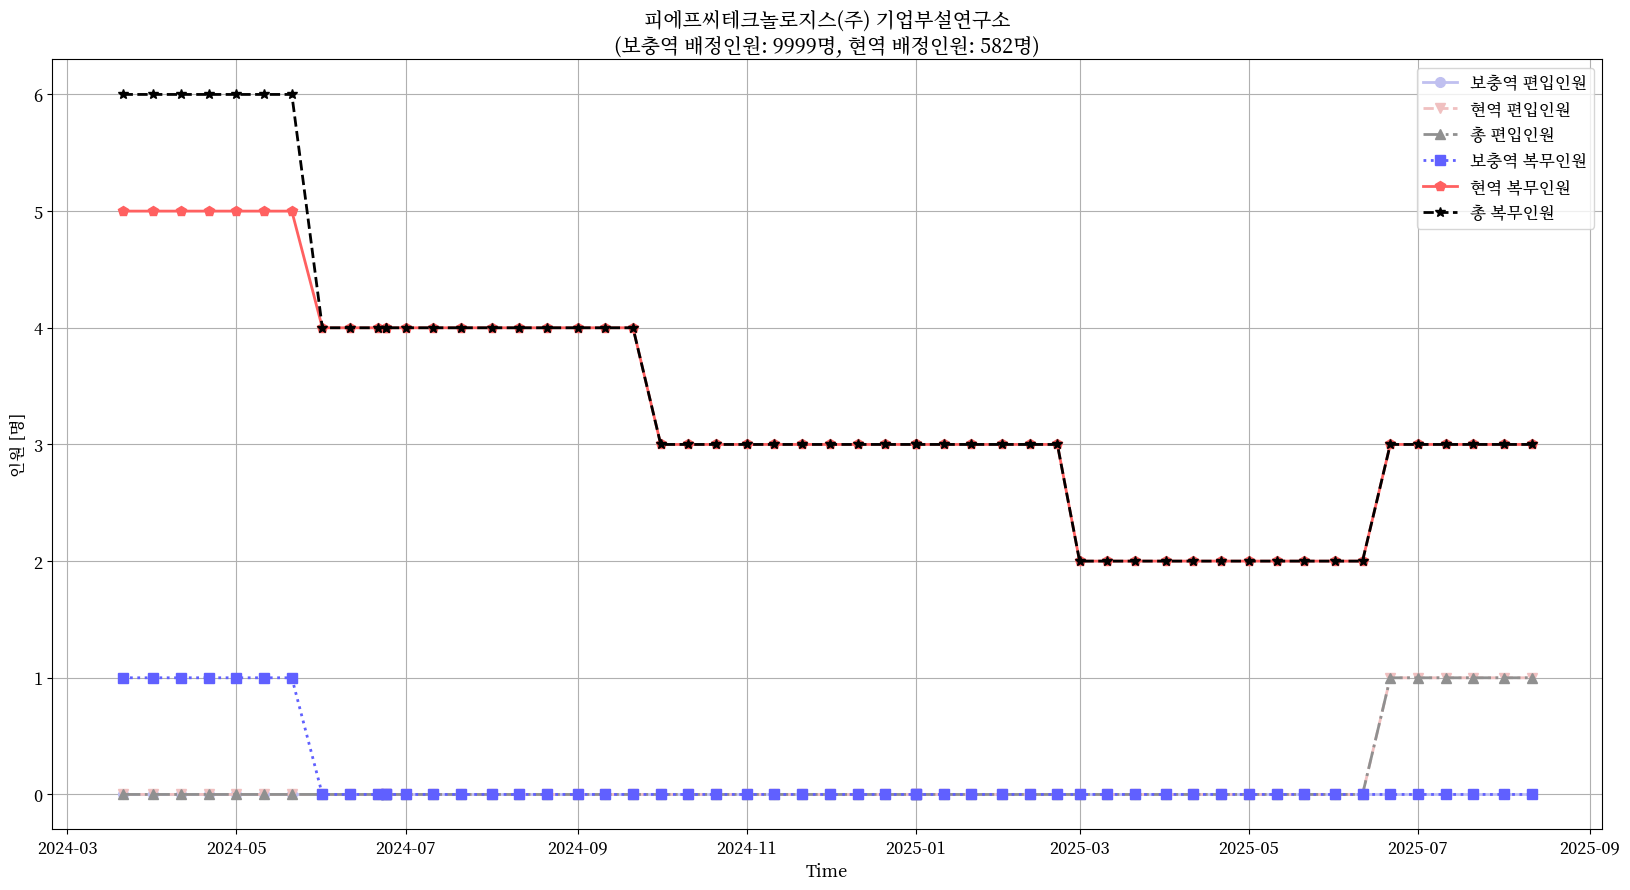 피에프씨테크놀로지스(주) 기업부설연구소
(보충역 배정인원: 9999명, 현역 배정인원: 582명)
보충역 편입인원
현역 편입인원
총 편입인원
보충역 복무인원
현역 복무인원
총 복무인원
인원 [명]
6
5
4
3
2
1
0
2024-03
2024-05
2024-07
2024-09
2024-11
2025-01
2025-03
2025-05
2025-07
2025-09
Time